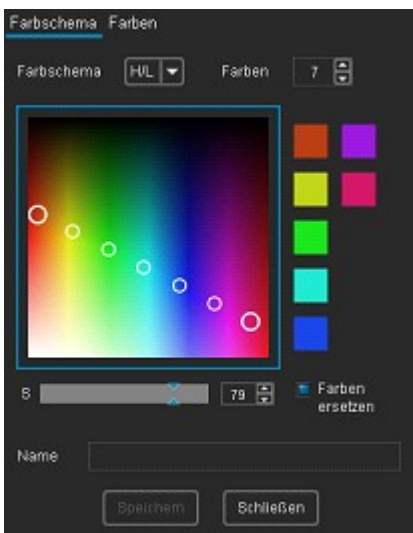 Farbschema Farben
Farbschema H/L Farben 7
S 79 Farben ersetzen
Name
Speichern Schließen